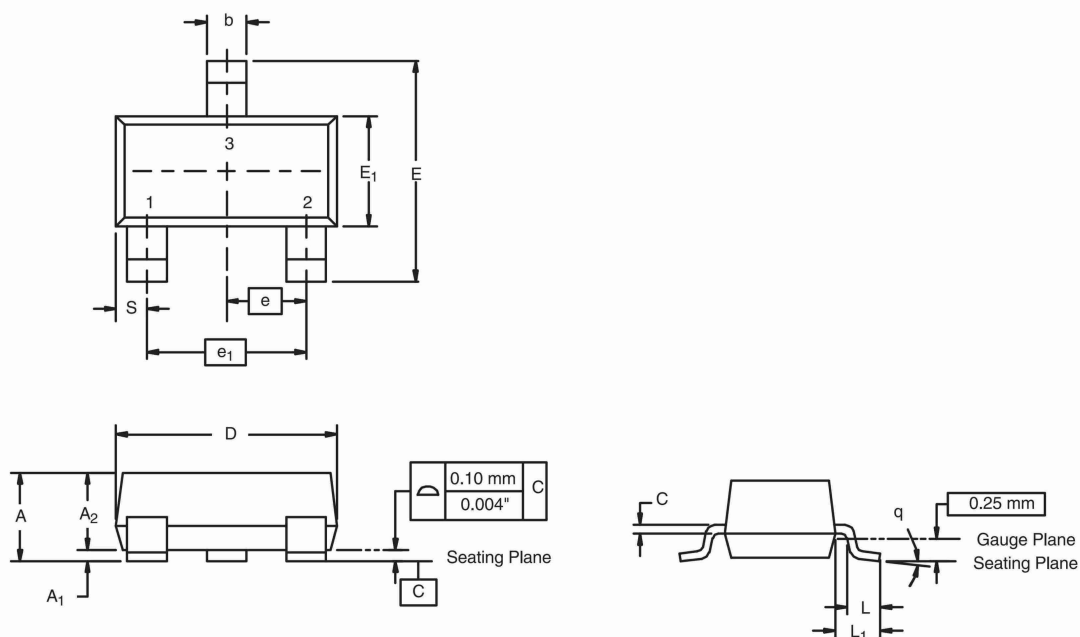 b
3
E₁
E
1
2
S
e
e₁
D
0.10 mm
C
0.004"
A
A₂
Seating Plane
A₁
C
C
q
0.25 mm
Gauge Plane
Seating Plane
L
L₁